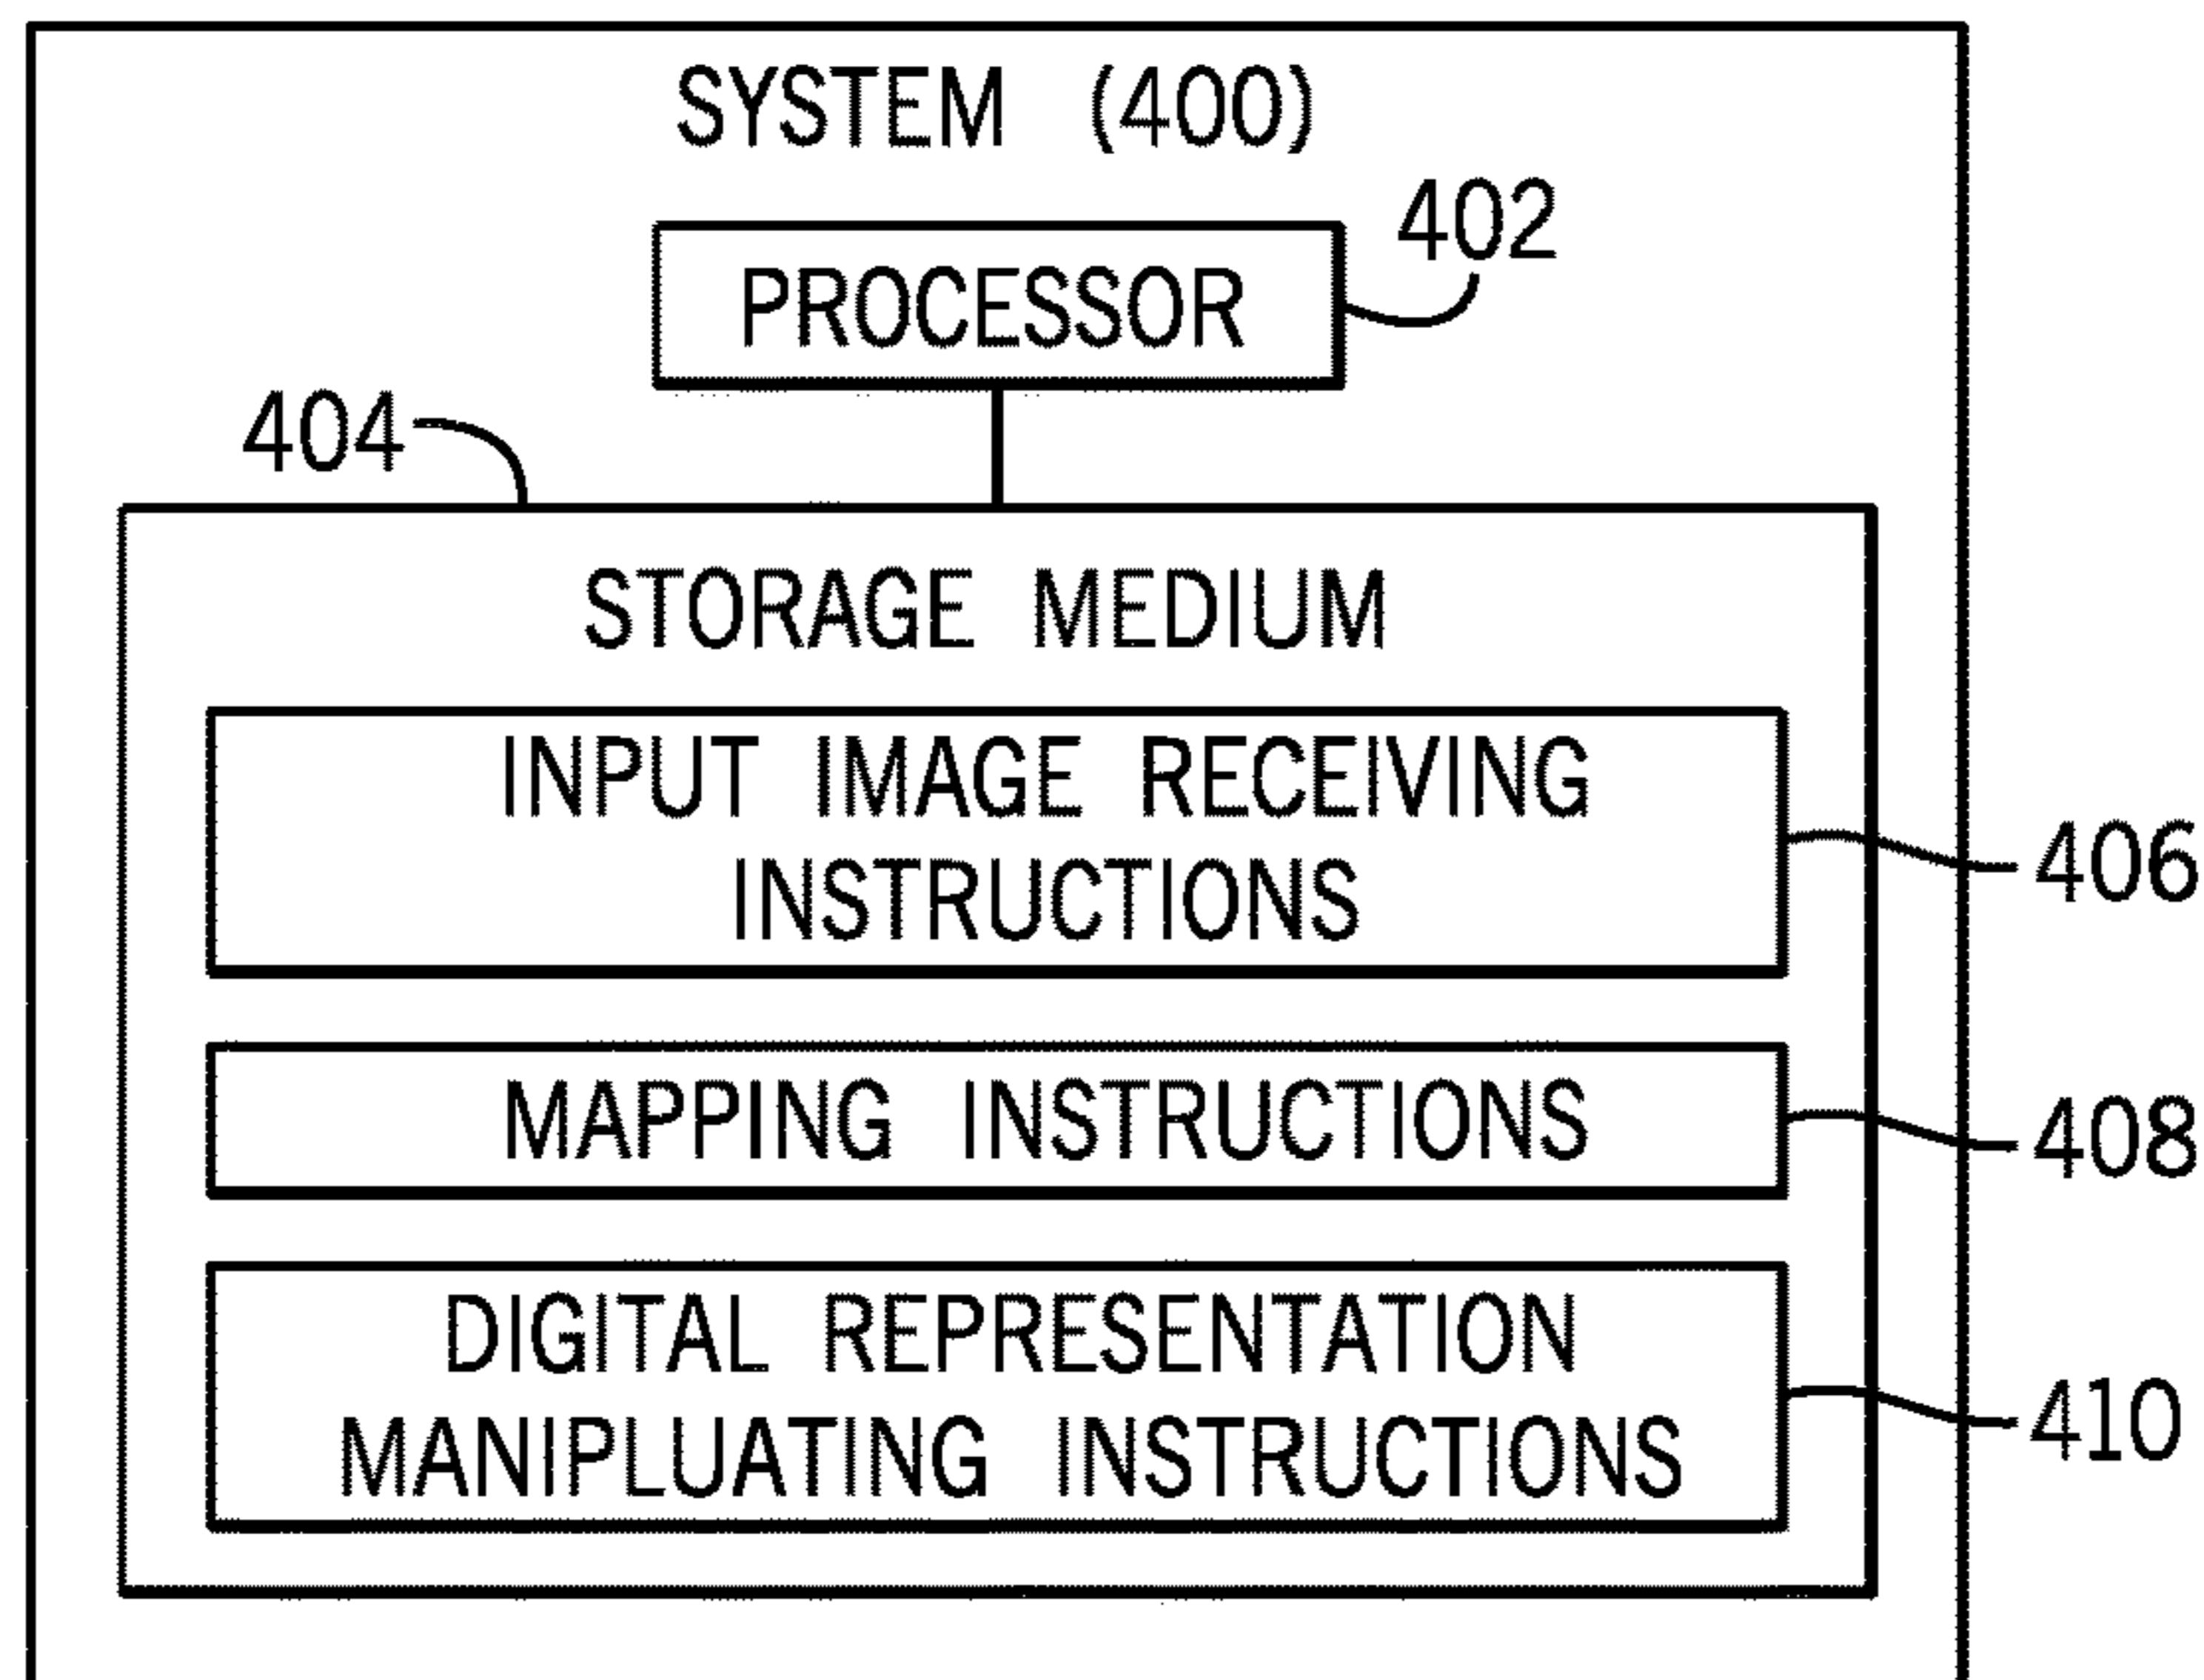 SYSTEM (400)
402
PROCESSOR
404
STORAGE MEDIUM
INPUT IMAGE RECEIVING
INSTRUCTIONS
406
MAPPING INSTRUCTIONS
408
DIGITAL REPRESENTATION
MANIPLUATING INSTRUCTIONS
410